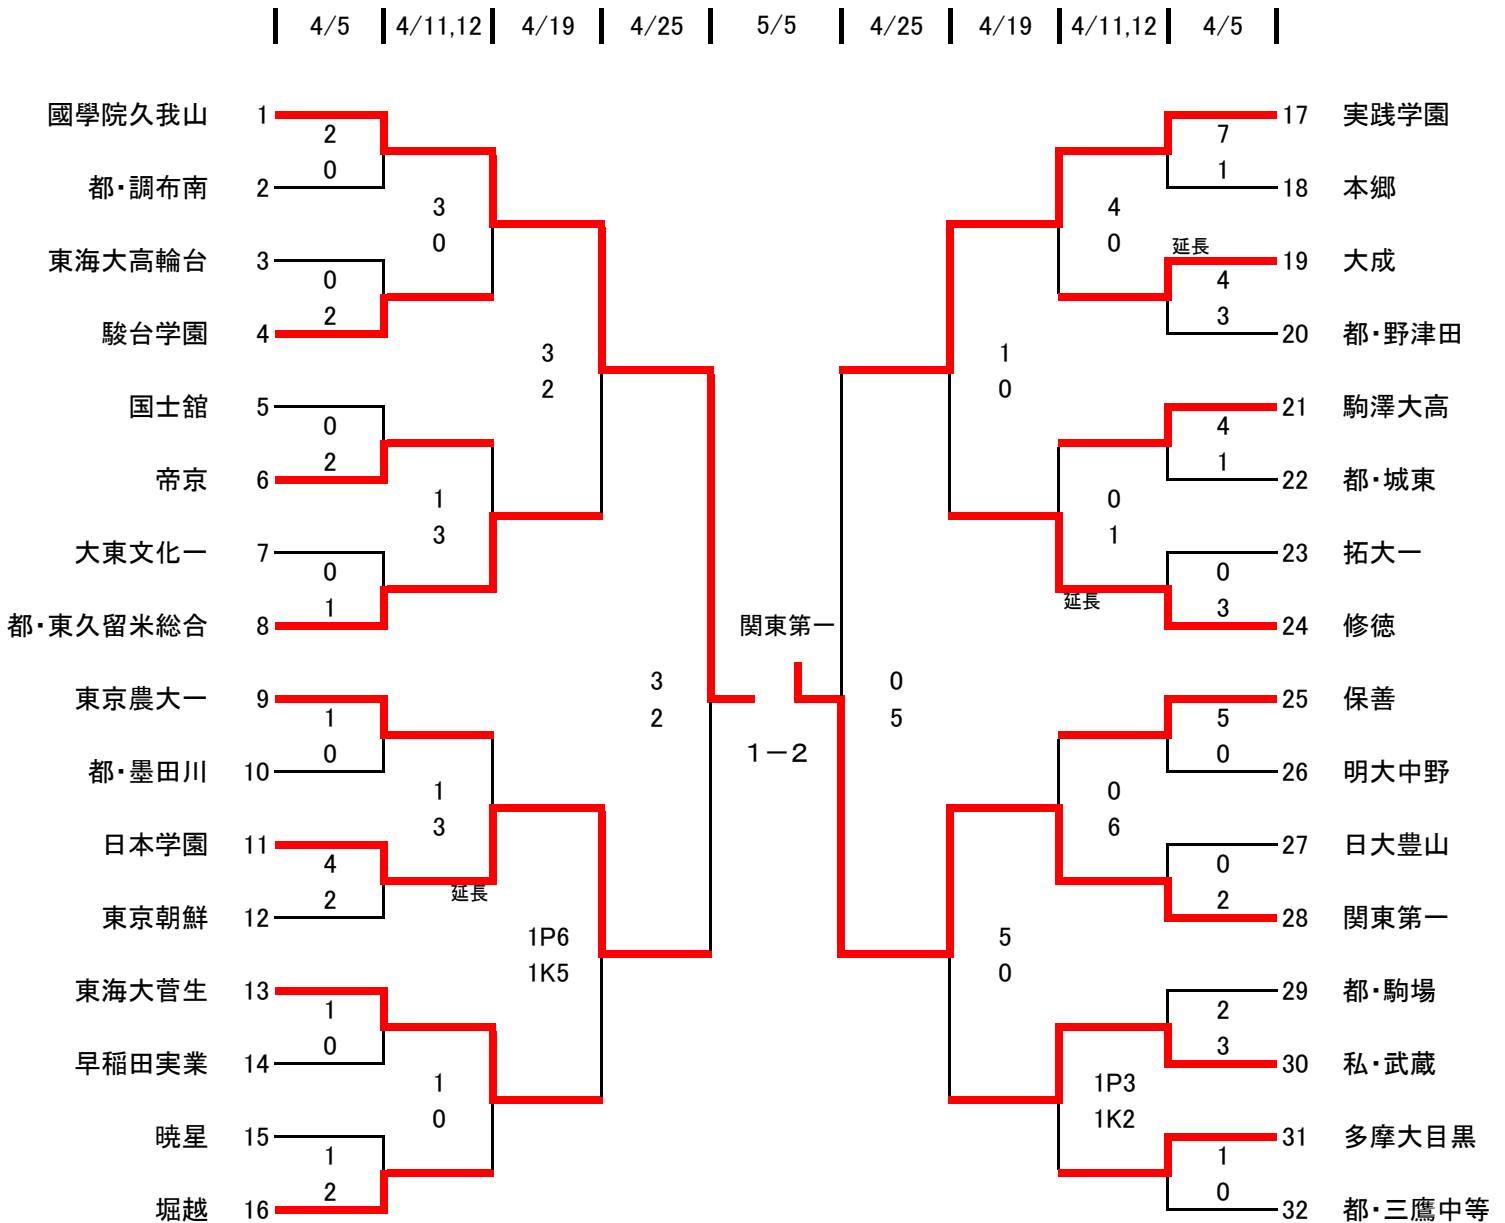 4/5 4/11,12 4/19 4/25 5/5 4/25 4/19 4/11,12 4/5
國學院久我山 1
2
0
都・調布南 2
3
0
東海大高輪台 3
0
2
駿台学園 4
3
2
国士舘 5
0
2
帝京 6
1
3
大東文化一 7
0
1
都・東久留米総合 8
3
2
東京農大一 9
1
0
都・墨田川 10
1
3
日本学園 11
4
2
延長
東京朝鮮 12
1P6
1K5
東海大菅生 13
1
0
早稲田実業 14
1
0
暁星 15
1
2
堀越 16
関東第一
1-2
17 実践学園
7
1
18 本郷
4
0
延長
19 大成
4
3
20 都・野津田
1
0
21 駒澤大高
4
1
22 都・城東
0
1
延長
23 拓大一
0
3
24 修徳
0
5
25 保善
5
0
26 明大中野
0
6
27 日大豊山
0
2
28 関東第一
5
0
29 都・駒場
2
3
30 私・武蔵
1P3
1K2
31 多摩大目黒
1
0
32 都・三鷹中等